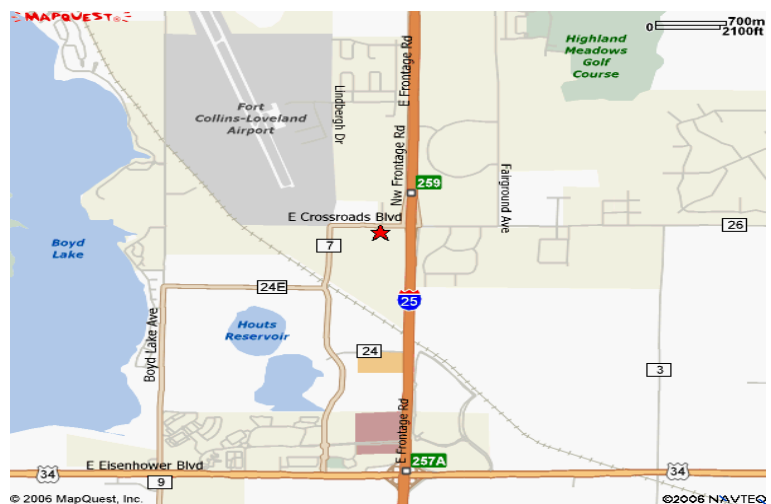 MAPQUEST
700m
0
2100ft
Highland
Meadows
Golf
Course
E Frontage Rd
Lindbergh Dr
Fort
Collins-Loveland
Airport
Nw Frontage Rd
Fairground Ave
259
E Crossroads Blvd
26
7
Boyd
Lake
24E
25
Houts
Reservoir
Boyd Lake Ave
24
3
E Frontage Rd
257A
34
E Eisenhower Blvd
34
9
© 2006 MapQuest, Inc.
©2006 NAVTEQ